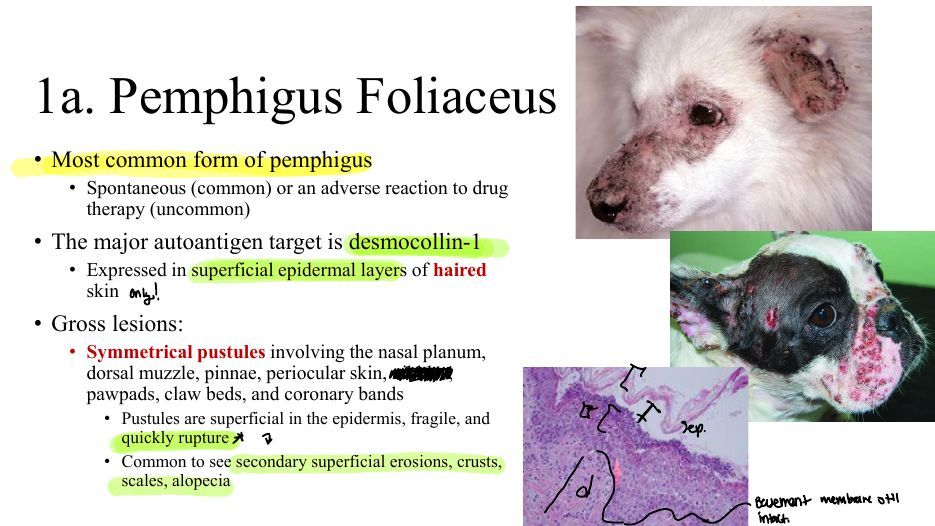 1a. Pemphigus Foliaceus
• Most common form of pemphigus
• Spontaneous (common) or an adverse reaction to drug
therapy (uncommon)
• The major autoantigen target is desmocollin-1
• Expressed in superficial epidermal layers of haired
skin only!
• Gross lesions:
• Symmetrical pustules involving the nasal planum,
dorsal muzzle, pinnae, periocular skin,
pawpads, claw beds, and coronary bands
• Pustules are superficial in the epidermis, fragile, and
quickly rupture
• Common to see secondary superficial erosions, crusts,
scales, alopecia
sep.
d
Basement membrane still
intact